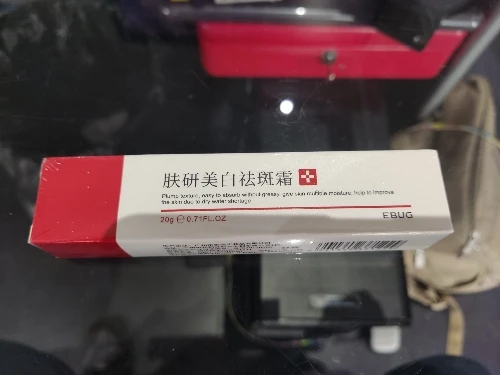 肤研美白祛斑霜
Plump texture, easy to absorb without greasy, give skin multiple moisture, help to improve
the skin due to dry water shortage
20g ℮ 0.71FL.OZ
EBUG